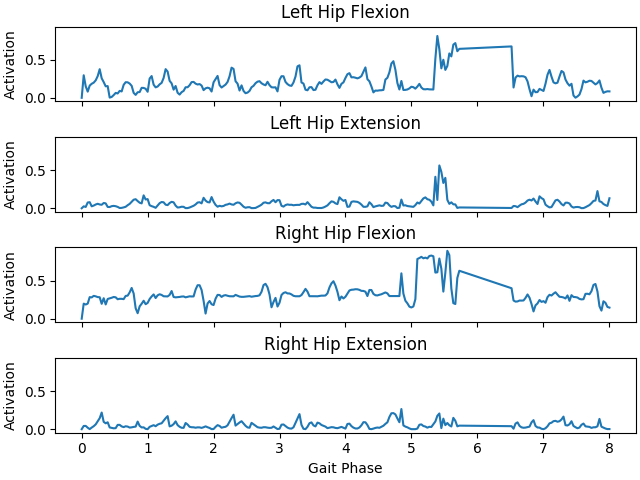 Left Hip Flexion
Activation
0.5
0.0
Left Hip Extension
Activation
0.5
0.0
Right Hip Flexion
Activation
0.5
0.0
Right Hip Extension
Activation
0.5
0.0
0 1 2 3 4 5 6 7 8
Gait Phase